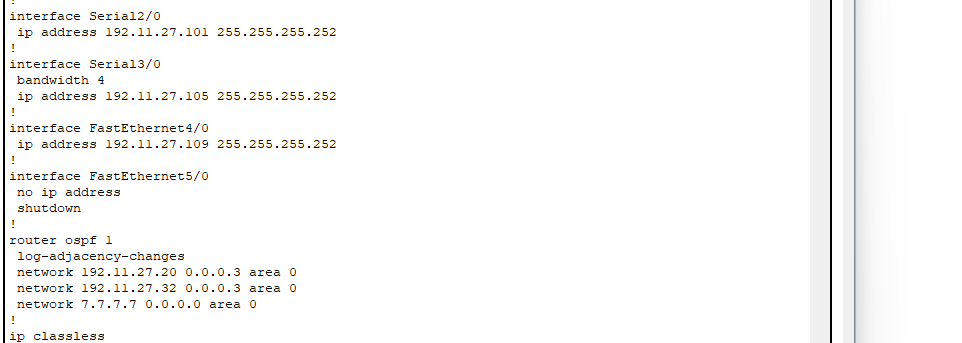 !
interface Serial2/0
 ip address 192.11.27.101 255.255.255.252
!
interface Serial3/0
 bandwidth 4
 ip address 192.11.27.105 255.255.255.252
!
interface FastEthernet4/0
 ip address 192.11.27.109 255.255.255.252
!
interface FastEthernet5/0
 no ip address
 shutdown
!
router ospf 1
 log-adjacency-changes
 network 192.11.27.20 0.0.0.3 area 0
 network 192.11.27.32 0.0.0.3 area 0
 network 7.7.7.7 0.0.0.0 area 0
!
ip classless